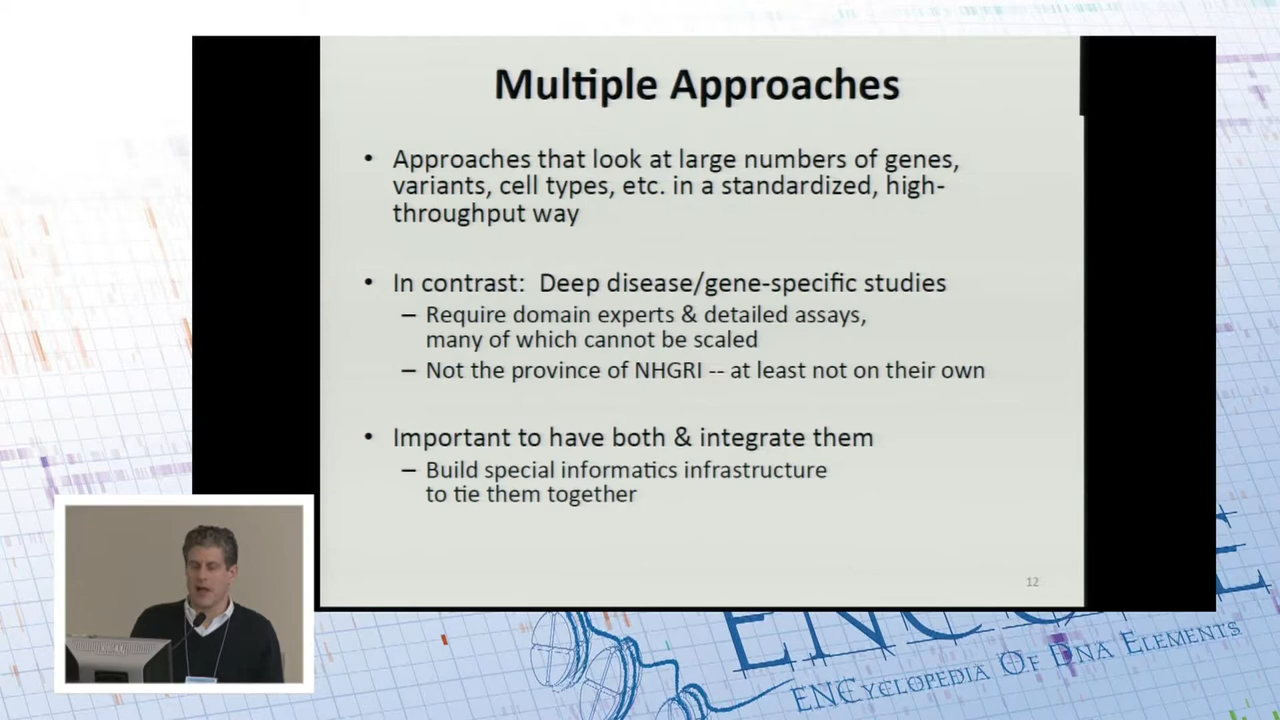 Multiple Approaches
• Approaches that look at large numbers of genes,
variants, cell types, etc. in a standardized, high-
throughput way
• In contrast:  Deep disease/gene-specific studies
– Require domain experts & detailed assays,
many of which cannot be scaled
– Not the province of NHGRI -- at least not on their own
• Important to have both & integrate them
– Build special informatics infrastructure
to tie them together
12
ENCODE
ENCYCLOPEDIA OF DNA ELEMENTS